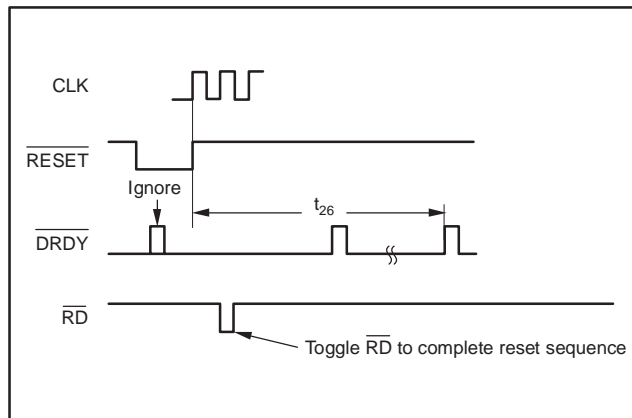 CLK
RESET
Ignore
t26
DRDY
RD
Toggle RD to complete reset sequence